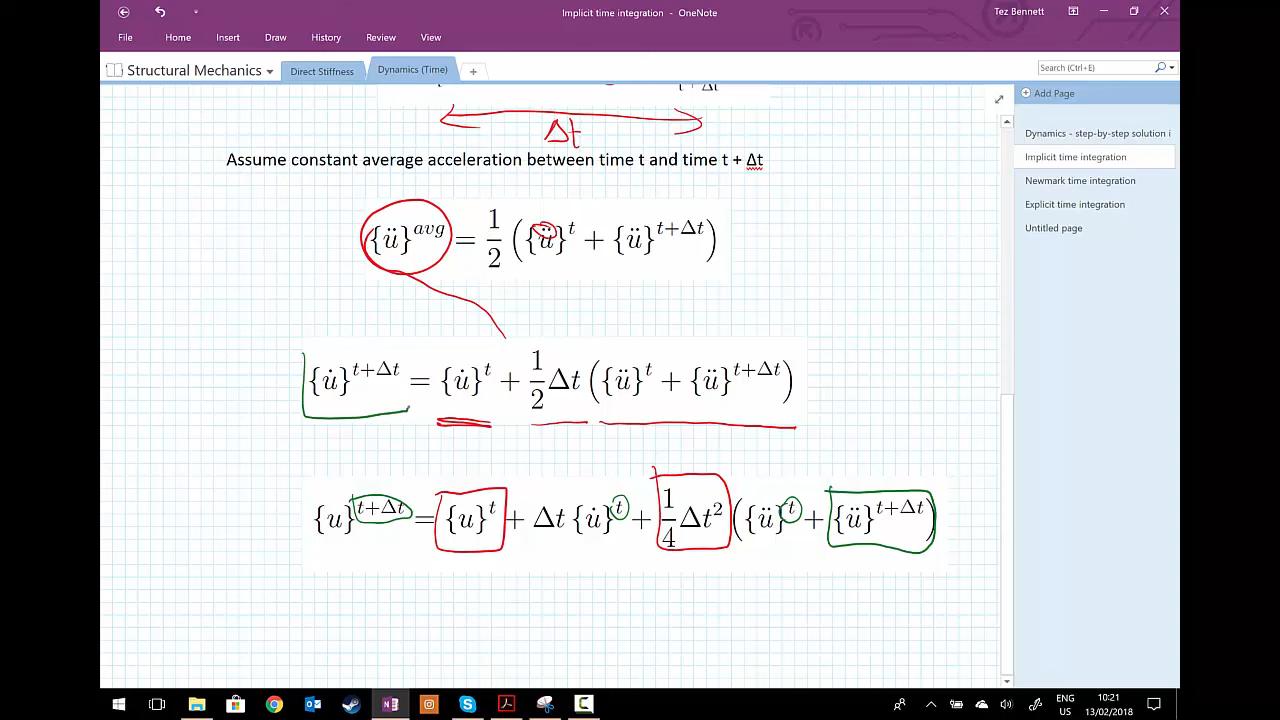 Implicit time integration - OneNote
Tez Bennett
File Home Insert Draw History Review View
Structural Mechanics Direct Stiffness Dynamics (Time) +
Search (Ctrl+E)
Add Page
Dynamics - step-by-step solution i
Implicit time integration
Newmark time integration
Explicit time integration
Untitled page
t + Δt
Δt
Assume constant average acceleration between time t and time t + Δt
{ü}^{avg} = 1/2 ({ü}^t + {ü}^{t+Δt})
{u̇}^{t+Δt} = {u̇}^t + 1/2 Δt ({ü}^t + {ü}^{t+Δt})
{u}^{t+Δt} = {u}^t + Δt {u̇}^t + 1/4 Δt² ({ü}^t + {ü}^{t+Δt})
ENG 10:21
US 13/02/2018